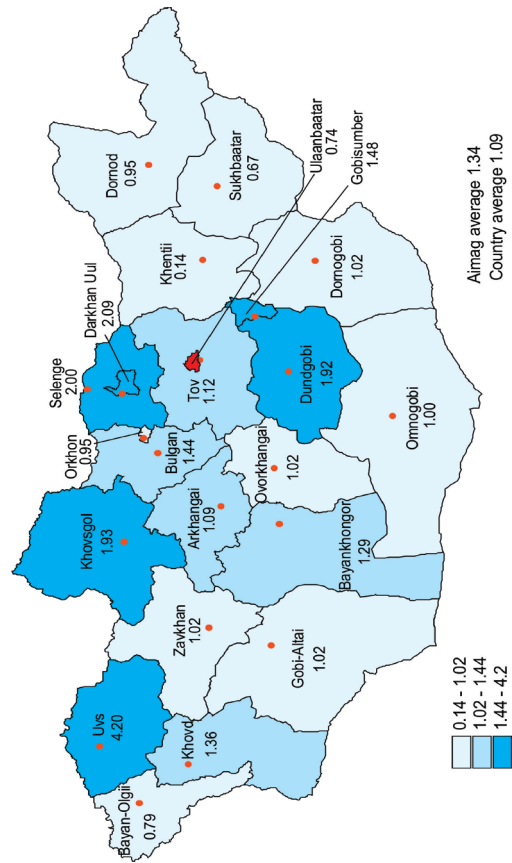 Uvs
4.20
Bayan-Olgii
0.79
Khovd
1.36
Zavkhan
1.02
Gobi-Altai
1.02
Khovsgol
1.93
Arkhangai
1.09
Bayankhongor
1.29
Orkhon
0.95
Bulgan
1.44
Ovorkhangai
1.02
Selenge
2.00
Darkhan Uul
2.09
Tov
1.12
Dundgobi
1.92
Omnogobi
1.00
Khentii
0.14
Dornogobi
1.02
Dornod
0.95
Sukhbaatar
0.67
Ulaanbaatar
0.74
Gobisumber
1.48
0.14 - 1.02
1.02 - 1.44
1.44 - 4.2
Aimag average 1.34
Country average 1.09